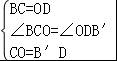 BC=OD
∠BCO=∠ODB′
CO=B′ D